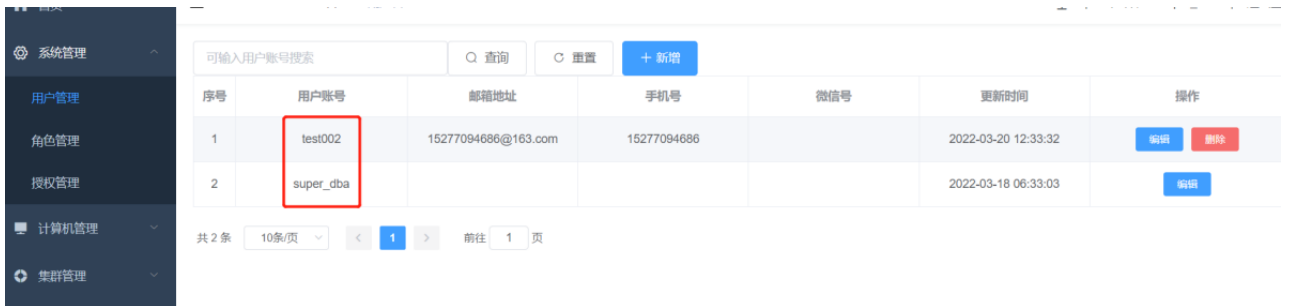 首页
系统管理
用户管理
角色管理
授权管理
计算机管理
集群管理
可输入用户账号搜索 查询 重置 + 新增
序号 用户账号 邮箱地址 手机号 微信号 更新时间 操作
1 test002 15277094686@163.com 15277094686 2022-03-20 12:33:32 编辑 删除
2 super_dba 2022-03-18 06:33:03 编辑
共 2 条 10条/页 < 1 > 前往 1 页